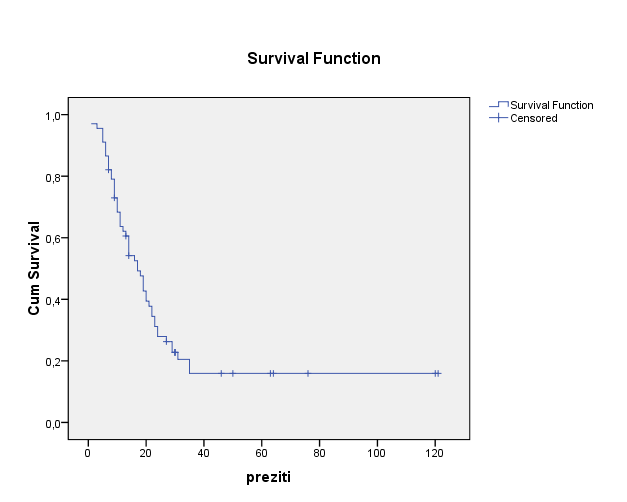 Survival Function
Survival Function
Censored
Cum Survival
1,0
0,8
0,6
0,4
0,2
0,0
0 20 40 60 80 100 120
preziti